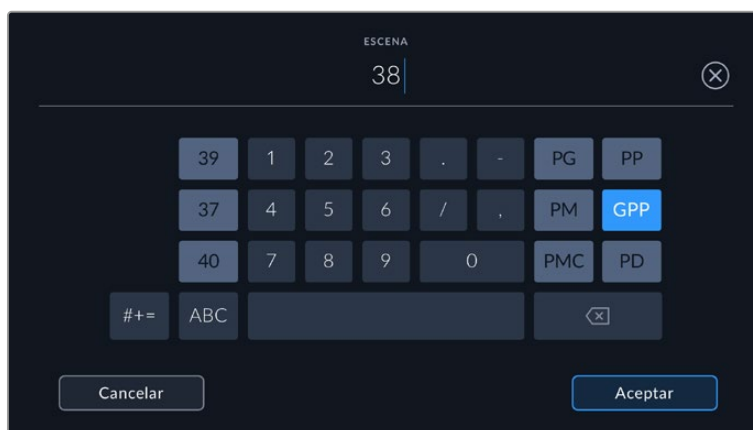 ESCENA
38
39 1 2 3 . - PG PP
37 4 5 6 / , PM GPP
40 7 8 9 0 PMC PD
#+= ABC
Cancelar Aceptar